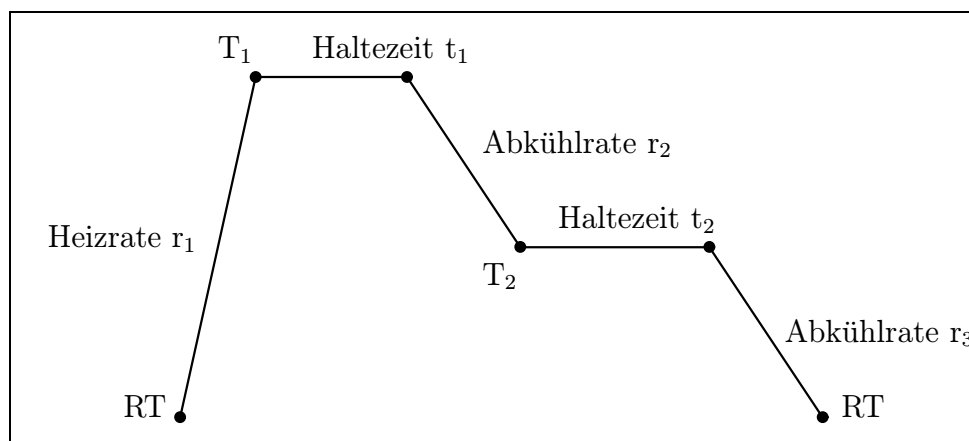 T₁
Haltezeit t₁
Abkühlrate r₂
Haltezeit t₂
Heizrate r₁
T₂
Abkühlrate r₃
RT
RT